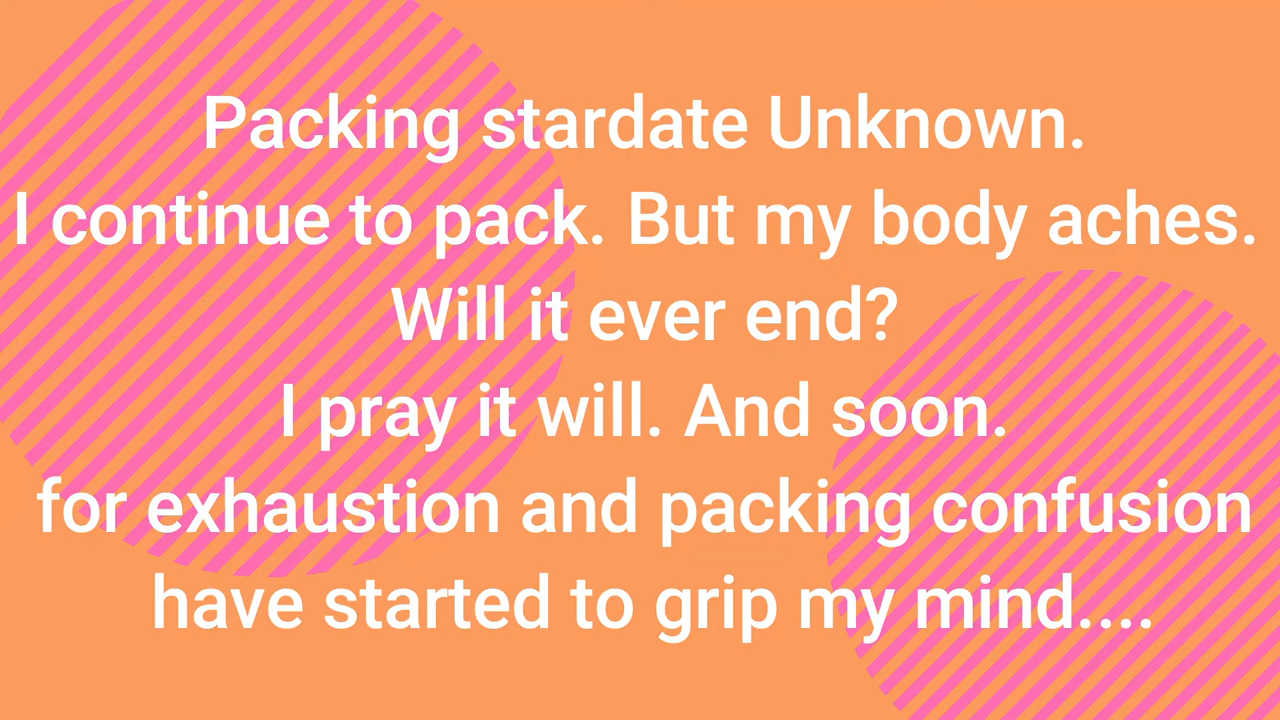 Packing stardate Unknown.
I continue to pack. But my body aches.
Will it ever end?
I pray it will. And soon.
for exhaustion and packing confusion
have started to grip my mind....